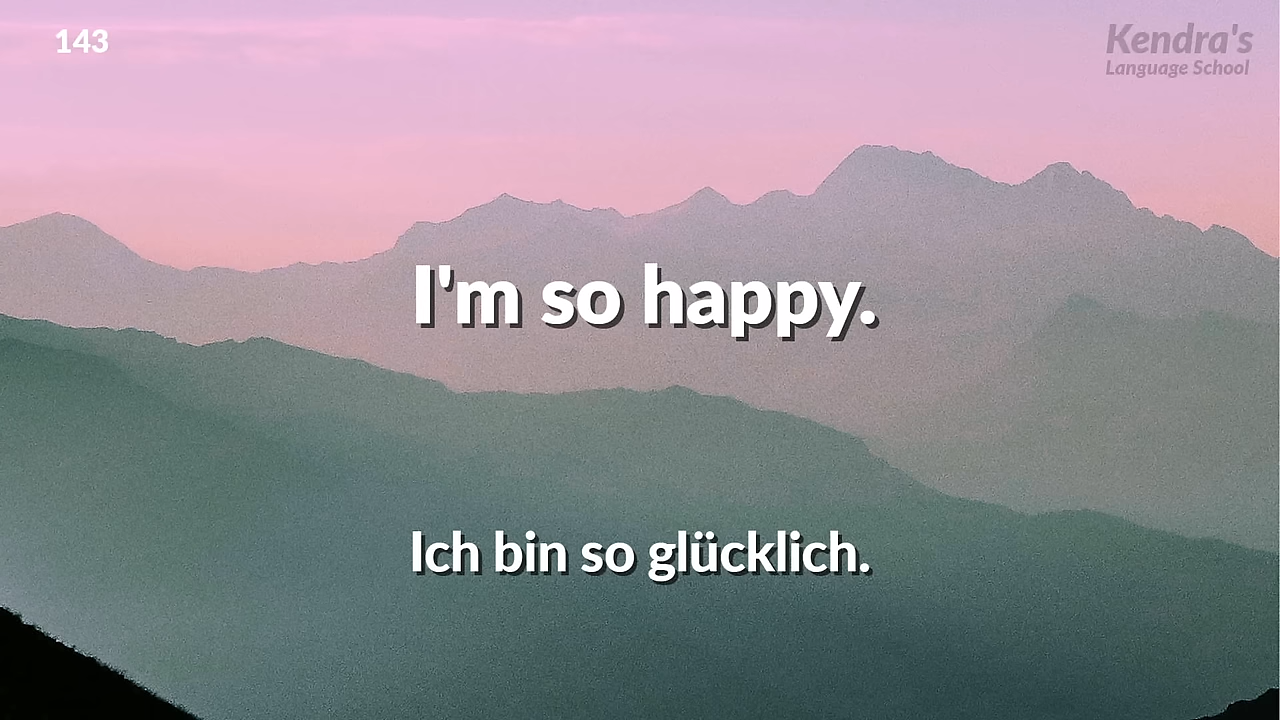 143
Kendra's
Language School
I'm so happy.
Ich bin so glücklich.